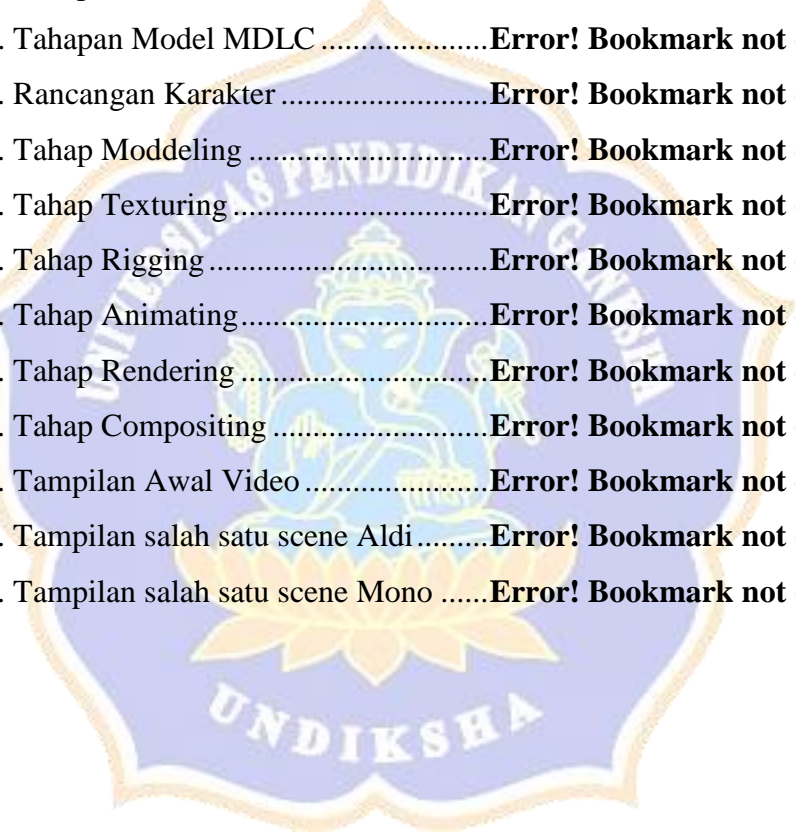 . Tahapan Model MDLC .....................Error! Bookmark not
. Rancangan Karakter ..........................Error! Bookmark not
. Tahap Moddeling ..............................Error! Bookmark not
. Tahap Texturing ................................Error! Bookmark not
. Tahap Rigging...................................Error! Bookmark not
. Tahap Animating...............................Error! Bookmark not
. Tahap Rendering ...............................Error! Bookmark not
. Tahap Compositing ...........................Error! Bookmark not
. Tampilan Awal Video .......................Error! Bookmark not
. Tampilan salah satu scene Aldi.........Error! Bookmark not
. Tampilan salah satu scene Mono ......Error! Bookmark not
UNIVERSITAS PENDIDIKAN GANESHA
UNDIKSHA